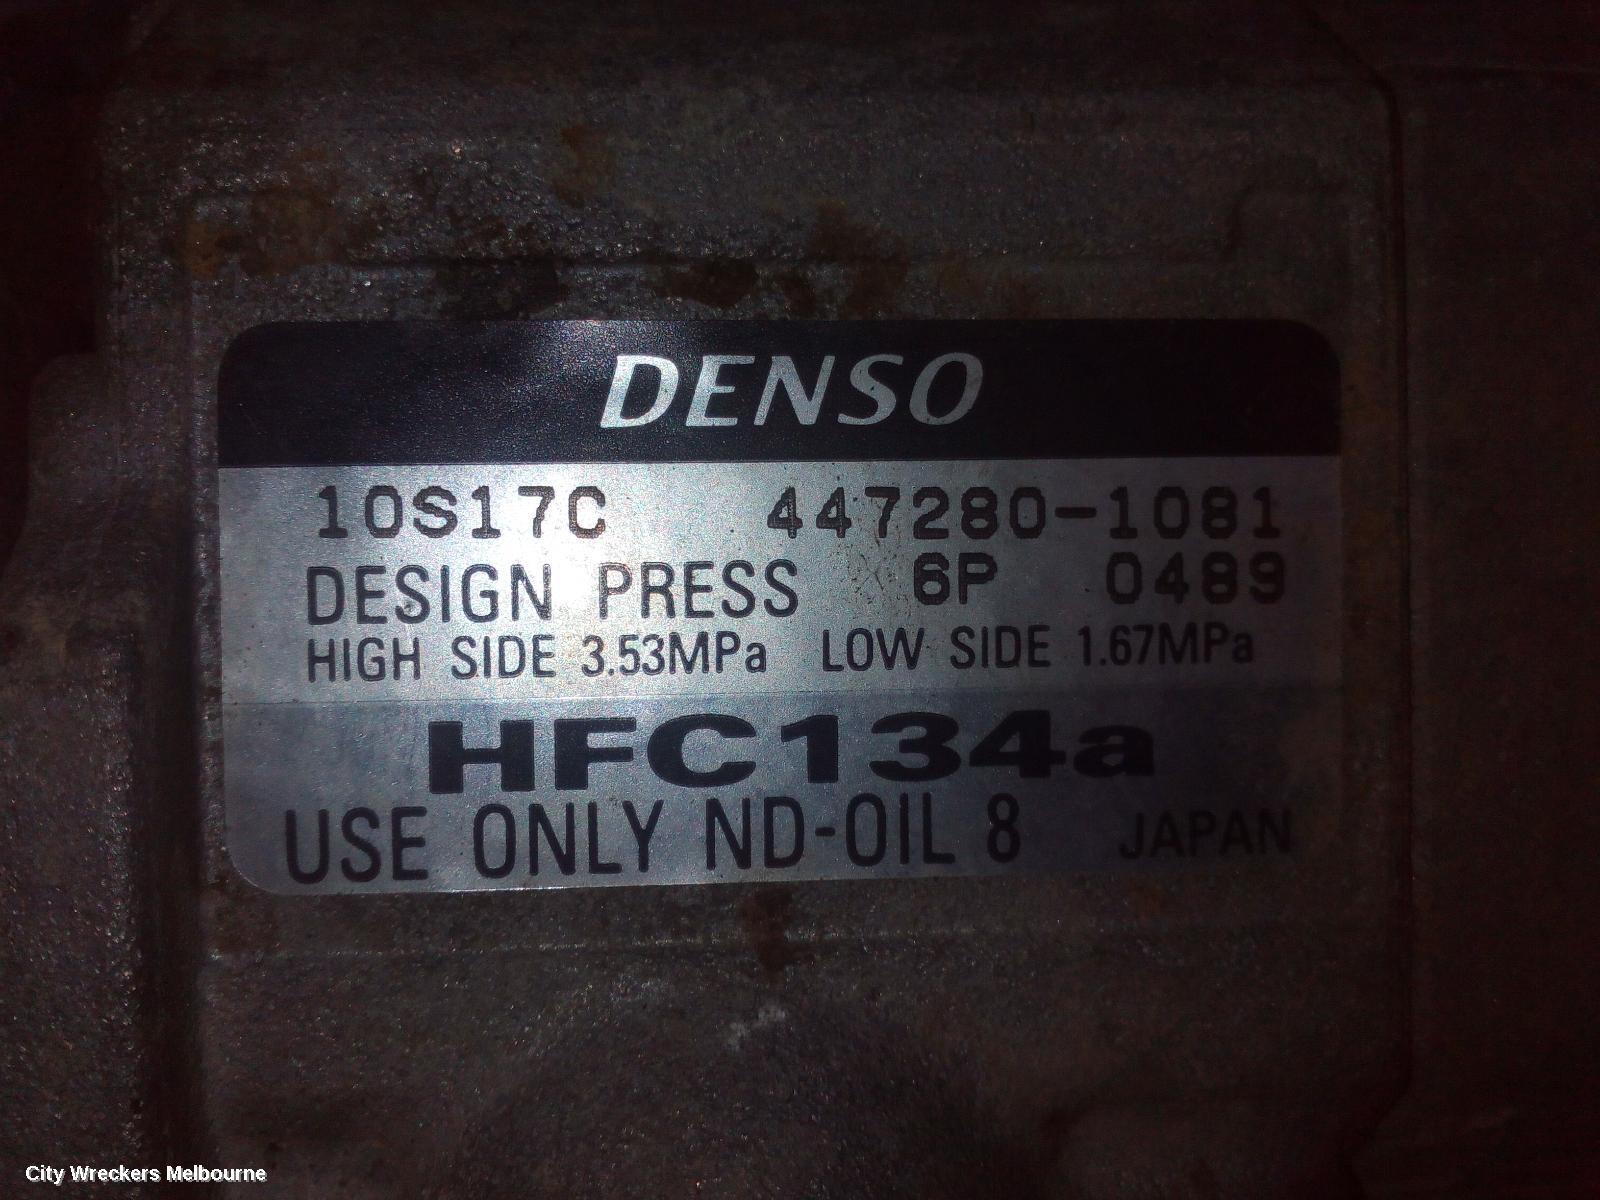 DENSO
10S17C 447280-1081
DESIGN PRESS 6P 0489
HIGH SIDE 3.53MPa LOW SIDE 1.67MPa
HFC134a
USE ONLY ND-OIL 8 JAPAN
City Wreckers Melbourne